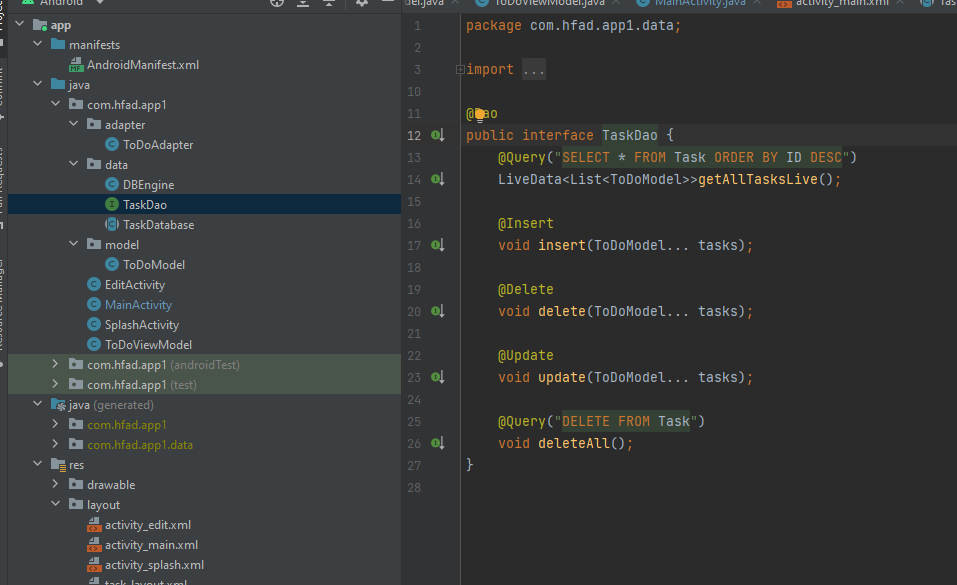 Android
app
manifests
AndroidManifest.xml
java
com.hfad.app1
adapter
ToDoAdapter
data
DBEngine
TaskDao
TaskDatabase
model
ToDoModel
EditActivity
MainActivity
SplashActivity
ToDoViewModel
com.hfad.app1 (androidTest)
com.hfad.app1 (test)
java (generated)
com.hfad.app1
com.hfad.app1.data
res
drawable
layout
activity_edit.xml
activity_main.xml
activity_splash.xml
task_layout.xml
del.java ToDoViewModel.java MainActivity.java activity_main.xml Tas
1 package com.hfad.app1.data;
2
3 import ...
10
11 @Dao
12 public interface TaskDao {
13 @Query("SELECT * FROM Task ORDER BY ID DESC")
14 LiveData<List<ToDoModel>>getAllTasksLive();
15
16 @Insert
17 void insert(ToDoModel... tasks);
18
19 @Delete
20 void delete(ToDoModel... tasks);
21
22 @Update
23 void update(ToDoModel... tasks);
24
25 @Query("DELETE FROM Task")
26 void deleteAll();
27 }
28